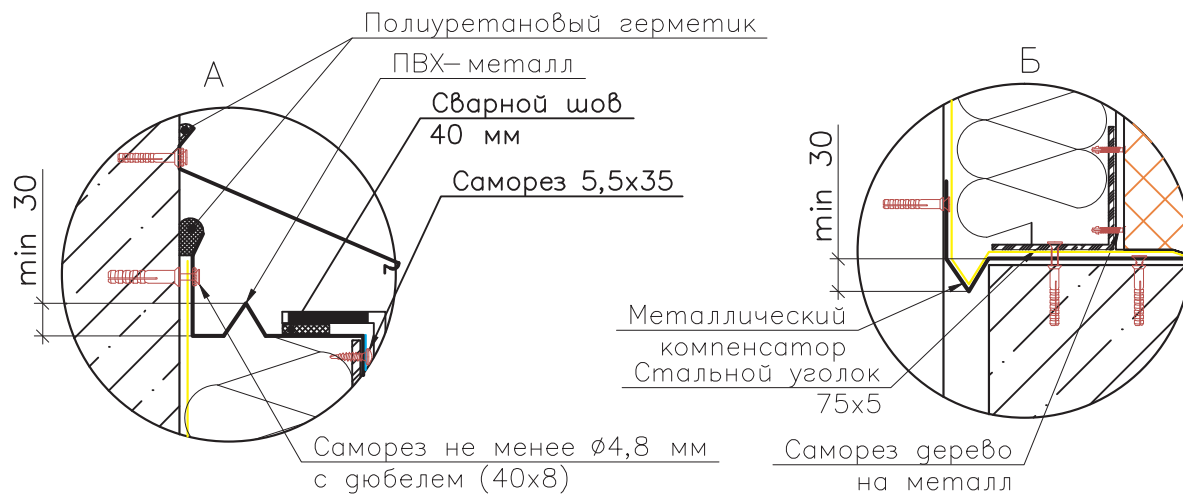 Полиуретановый герметик
А
ПВХ–металл
Сварной шов
40 мм
Саморез 5,5х35
min 30
Саморез не менее ø4,8 мм
с дюбелем (40х8)
Б
min 30
Металлический
компенсатор
Стальной уголок
75х5
Саморез дерево
на металл